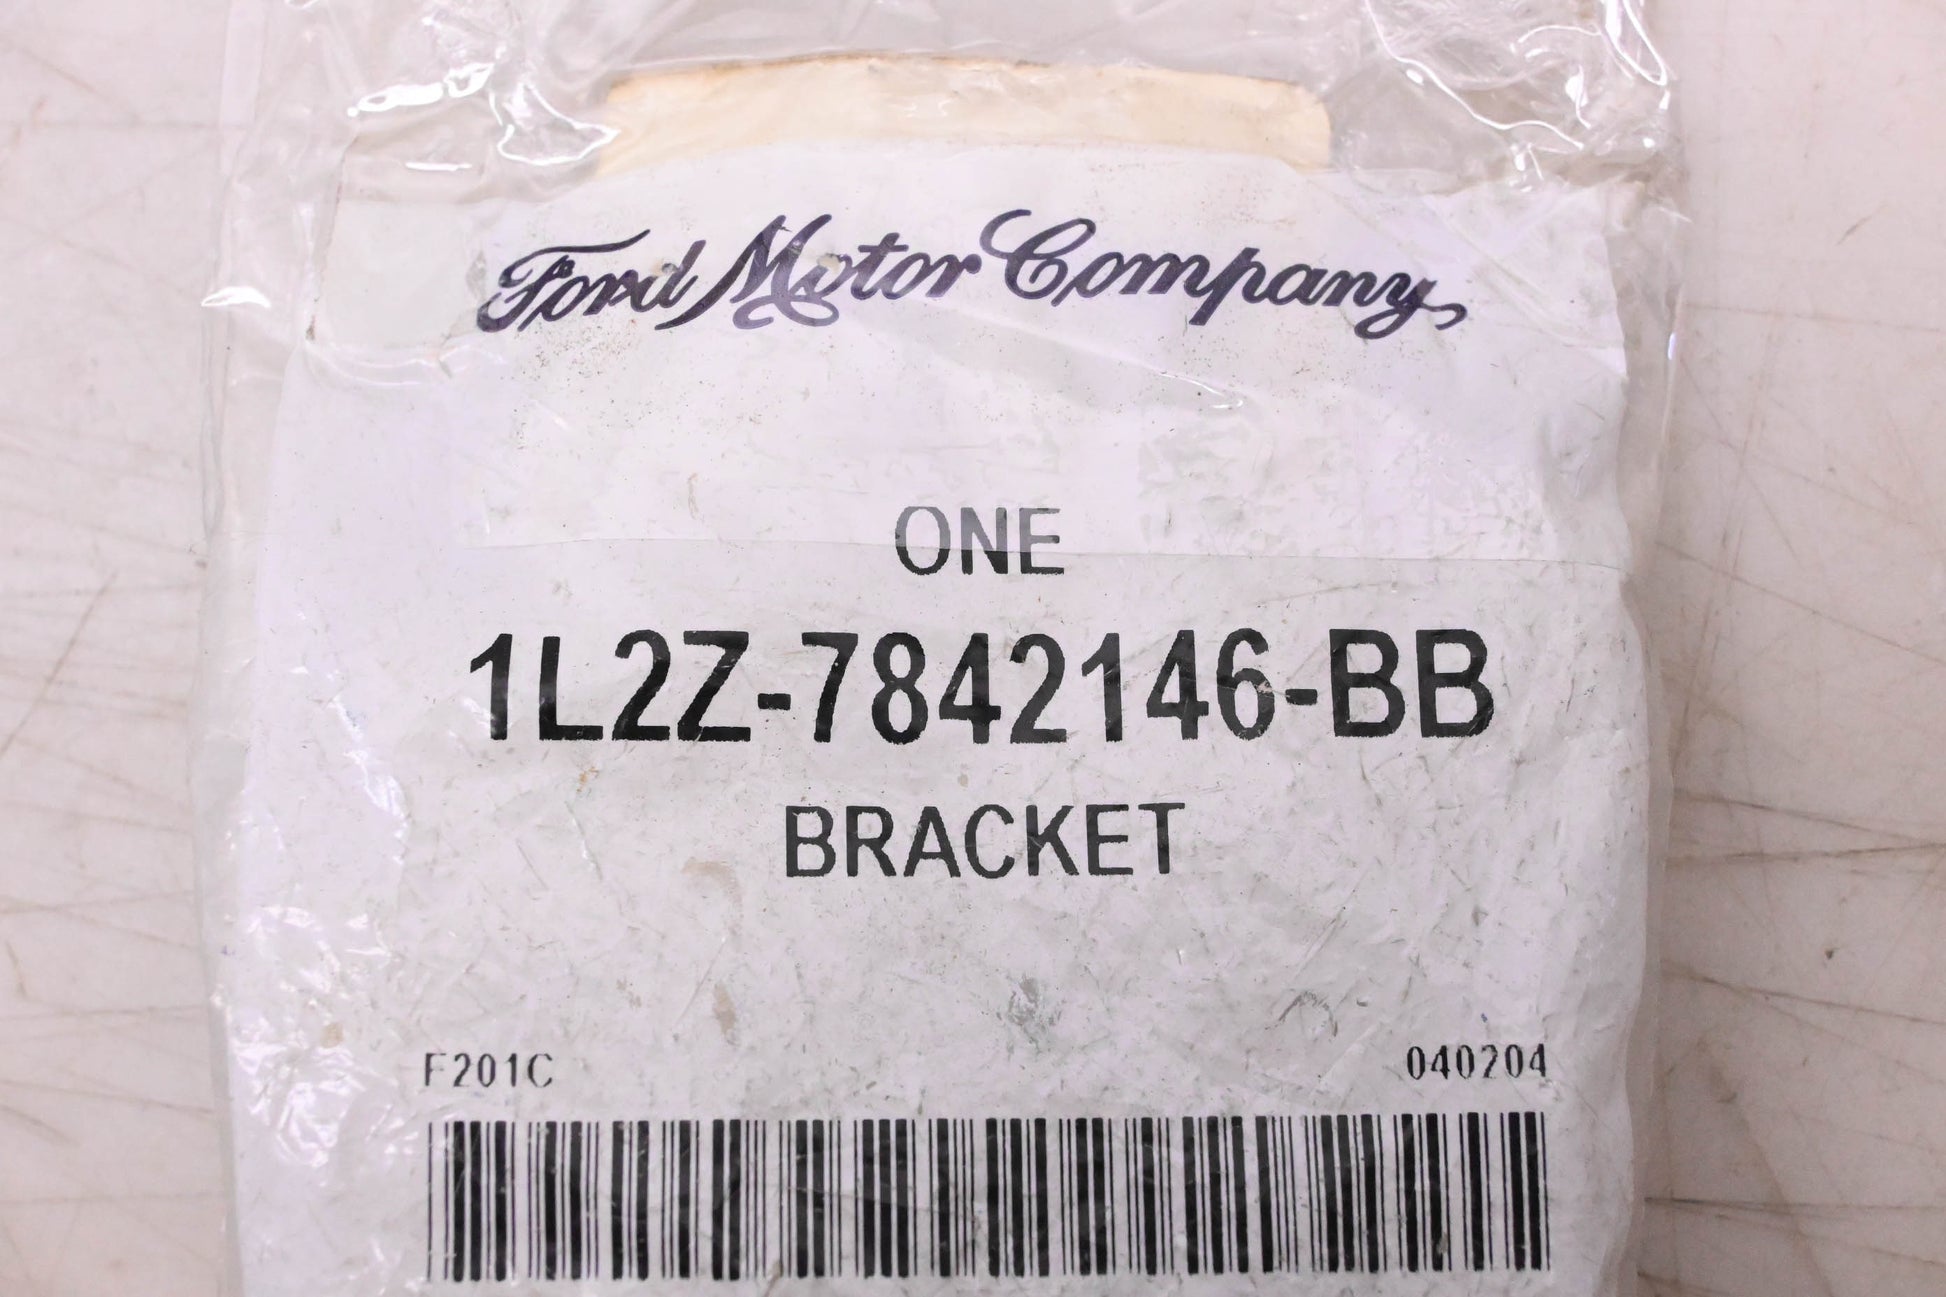 Ford Motor Company,
ONE
1L2Z-7842146-BB
BRACKET
F201C 040204